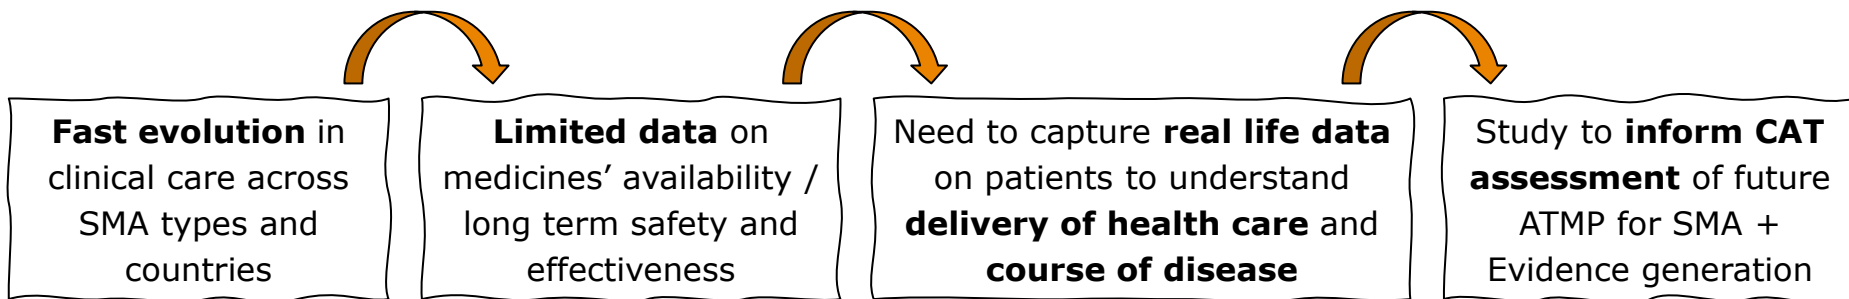 Fast evolution in
clinical care across
SMA types and
countries
Limited data on
medicines’ availability /
long term safety and
effectiveness
Need to capture real life data
on patients to understand
delivery of health care and
course of disease
Study to inform CAT
assessment of future
ATMP for SMA +
Evidence generation